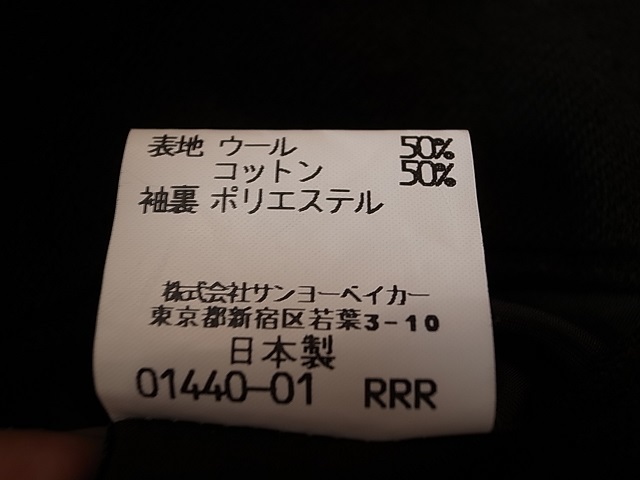 表地 ウール 50%
コットン 50%
袖裏 ポリエステル
株式会社サンヨーベイカー
東京都新宿区若葉3-10
日本製
01440-01 RRR